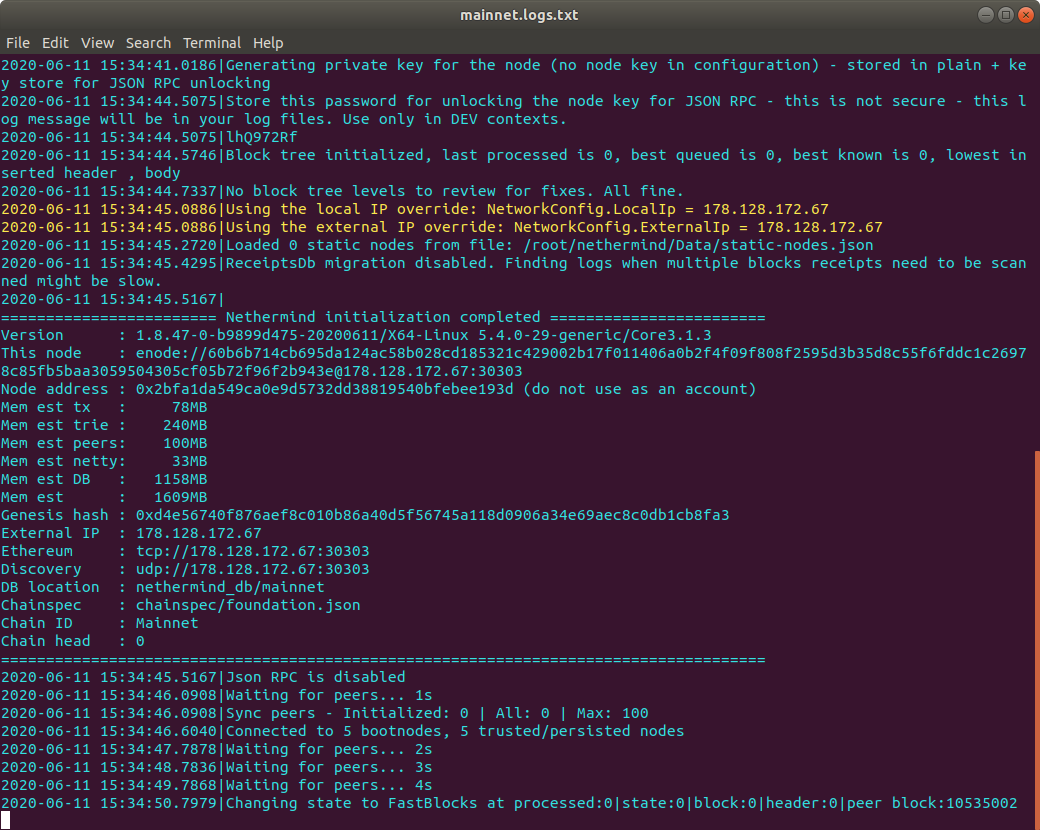 mainnet.logs.txt
File Edit View Search Terminal Help
2020-06-11 15:34:41.0186|Generating private key for the node (no node key in configuration) - stored in plain + ke
y store for JSON RPC unlocking
2020-06-11 15:34:44.5075|Store this password for unlocking the node key for JSON RPC - this is not secure - this l
og message will be in your log files. Use only in DEV contexts.
2020-06-11 15:34:44.5075|lhQ972Rf
2020-06-11 15:34:44.5746|Block tree initialized, last processed is 0, best queued is 0, best known is 0, lowest in
serted header , body
2020-06-11 15:34:44.7337|No block tree levels to review for fixes. All fine.
2020-06-11 15:34:45.0886|Using the local IP override: NetworkConfig.LocalIp = 178.128.172.67
2020-06-11 15:34:45.0886|Using the external IP override: NetworkConfig.ExternalIp = 178.128.172.67
2020-06-11 15:34:45.2720|Loaded 0 static nodes from file: /root/nethermind/Data/static-nodes.json
2020-06-11 15:34:45.4295|ReceiptsDb migration disabled. Finding logs when multiple blocks receipts need to be scan
ned might be slow.
2020-06-11 15:34:45.5167|
======================== Nethermind initialization completed ========================
Version      : 1.8.47-0-b9899d475-20200611/X64-Linux 5.4.0-29-generic/Core3.1.3
This node    : enode://60b6b714cb695da124ac58b028cd185321c429002b17f011406a0b2f4f09f808f2595d3b35d8c55f6fddc1c2697
8c85fb5baa3059504305cf05b72f96f2b943e@178.128.172.67:30303
Node address : 0x2bfa1da549ca0e9d5732dd38819540bfebee193d (do not use as an account)
Mem est tx   :     78MB
Mem est trie :    240MB
Mem est peers:    100MB
Mem est netty:     33MB
Mem est DB   :   1158MB
Mem est      :   1609MB
Genesis hash : 0xd4e56740f876aef8c010b86a40d5f56745a118d0906a34e69aec8c0db1cb8fa3
External IP  : 178.128.172.67
Ethereum     : tcp://178.128.172.67:30303
Discovery    : udp://178.128.172.67:30303
DB location  : nethermind_db/mainnet
Chainspec    : chainspec/foundation.json
Chain ID     : Mainnet
Chain head   : 0
=====================================================================================
2020-06-11 15:34:45.5167|Json RPC is disabled
2020-06-11 15:34:46.0908|Waiting for peers... 1s
2020-06-11 15:34:46.0908|Sync peers - Initialized: 0 | All: 0 | Max: 100
2020-06-11 15:34:46.6040|Connected to 5 bootnodes, 5 trusted/persisted nodes
2020-06-11 15:34:47.7878|Waiting for peers... 2s
2020-06-11 15:34:48.7836|Waiting for peers... 3s
2020-06-11 15:34:49.7868|Waiting for peers... 4s
2020-06-11 15:34:50.7979|Changing state to FastBlocks at processed:0|state:0|block:0|header:0|peer block:10535002